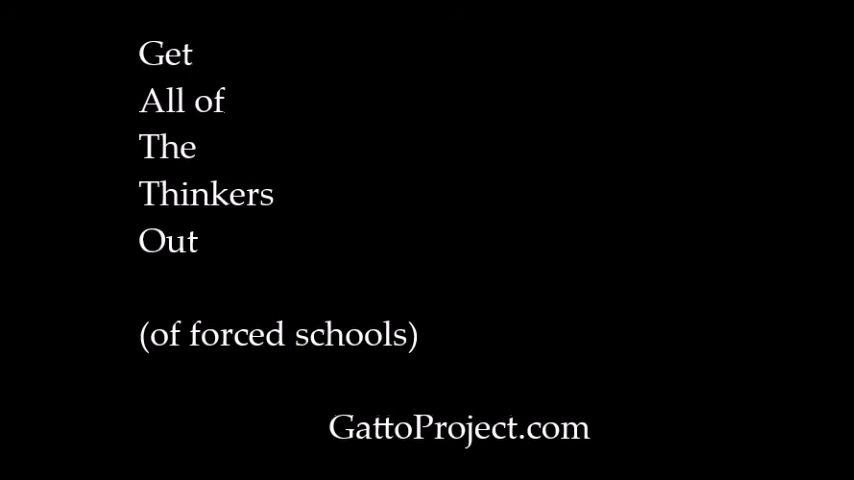 Get
All of
The
Thinkers
Out
(of forced schools)
GattoProject.com